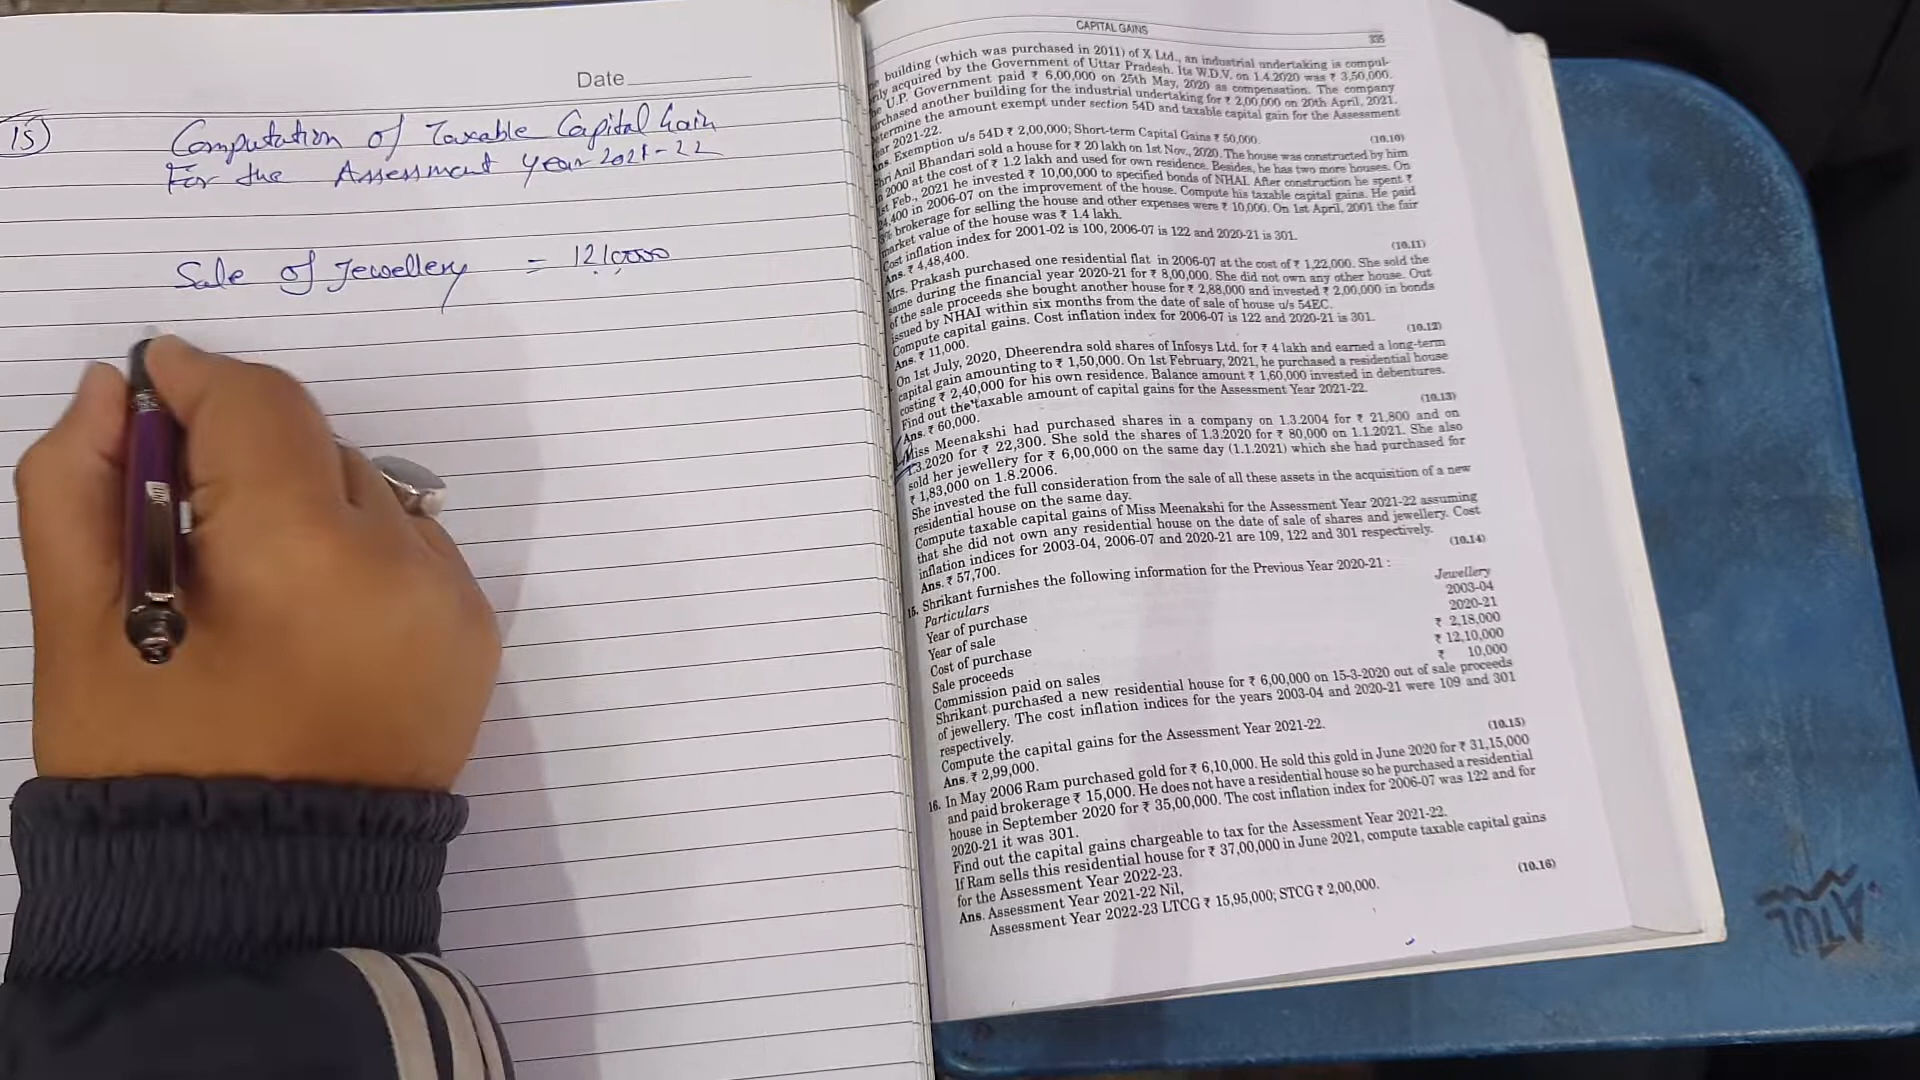 Date
15)
Computation of Taxable Capital Gain
For the Assessment year 2021-22
Sale of Jewellery = 1210000
CAPITAL GAINS
335
building (which was purchased in 2011) of X Ltd., an industrial undertaking is compul-
acquired by the Government of Uttar Pradesh. Its W.D.V. on 1.4.2020 was ₹ 3,50,000.
U.P. Government paid ₹ 6,00,000 on 25th May, 2020 as compensation. The company
another building for the industrial undertaking for ₹ 2,00,000 on 20th April, 2021.
the amount exempt under section 54D and taxable capital gain for the Assessment
2021-22.
Exemption u/s 54D ₹ 2,00,000; Short-term Capital Gains ₹ 50,000.
(10.10)
Anil Bhandari sold a house for ₹ 20 lakh on 1st Nov., 2020. The house was constructed by him
2000 at the cost of ₹ 1.2 lakh and used for own residence. Besides, he has two more houses. On
1st Feb., 2021 he invested ₹ 10,00,000 to specified bonds of NHAI. After construction he spent ₹
24,400 in 2006-07 on the improvement of the house. Compute his taxable capital gains. He paid
brokerage for selling the house and other expenses were ₹ 10,000. On 1st April, 2001 the fair
market value of the house was ₹ 1.4 lakh.
Cost inflation index for 2001-02 is 100, 2006-07 is 122 and 2020-21 is 301.
Ans. ₹ 4,48,400.
(10.11)
Mrs. Prakash purchased one residential flat in 2006-07 at the cost of ₹ 1,22,000. She sold the
same during the financial year 2020-21 for ₹ 8,00,000. She did not own any other house. Out
of the sale proceeds she bought another house for ₹ 2,88,000 and invested ₹ 2,00,000 in bonds
issued by NHAI within six months from the date of sale of house u/s 54EC.
Compute capital gains. Cost inflation index for 2006-07 is 122 and 2020-21 is 301.
Ans. ₹ 11,000.
(10.12)
On 1st July, 2020, Dheerendra sold shares of Infosys Ltd. for ₹ 4 lakh and earned a long-term
capital gain amounting to ₹ 1,50,000. On 1st February, 2021, he purchased a residential house
costing ₹ 2,40,000 for his own residence. Balance amount ₹ 1,60,000 invested in debentures.
Find out the taxable amount of capital gains for the Assessment Year 2021-22.
Ans. ₹ 60,000.
(10.13)
Miss Meenakshi had purchased shares in a company on 1.3.2004 for ₹ 21,800 and on
1.3.2020 for ₹ 22,300. She sold the shares of 1.3.2020 for ₹ 80,000 on 1.1.2021. She also
sold her jewellery for ₹ 6,00,000 on the same day (1.1.2021) which she had purchased for
₹ 1,83,000 on 1.8.2006.
She invested the full consideration from the sale of all these assets in the acquisition of a new
residential house on the same day.
Compute taxable capital gains of Miss Meenakshi for the Assessment Year 2021-22 assuming
that she did not own any residential house on the date of sale of shares and jewellery. Cost
inflation indices for 2003-04, 2006-07 and 2020-21 are 109, 122 and 301 respectively.
Ans. ₹ 57,700.
(10.14)
15. Shrikant furnishes the following information for the Previous Year 2020-21 :
Particulars Jewellery
Year of purchase 2003-04
Year of sale 2020-21
Cost of purchase ₹ 2,18,000
Sale proceeds ₹ 12,10,000
Commission paid on sales ₹ 10,000
Shrikant purchased a new residential house for ₹ 6,00,000 on 15-3-2020 out of sale proceeds
of jewellery. The cost inflation indices for the years 2003-04 and 2020-21 were 109 and 301
respectively.
Compute the capital gains for the Assessment Year 2021-22.
Ans. ₹ 2,99,000.
(10.15)
16. In May 2006 Ram purchased gold for ₹ 6,10,000. He sold this gold in June 2020 for ₹ 31,15,000
and paid brokerage ₹ 15,000. He does not have a residential house so he purchased a residential
house in September 2020 for ₹ 35,00,000. The cost inflation index for 2006-07 was 122 and for
2020-21 it was 301.
Find out the capital gains chargeable to tax for the Assessment Year 2021-22.
If Ram sells this residential house for ₹ 37,00,000 in June 2021, compute taxable capital gains
for the Assessment Year 2022-23.
Ans. Assessment Year 2021-22 Nil,
Assessment Year 2022-23 LTCG ₹ 15,95,000; STCG ₹ 2,00,000.
(10.16)
ATUL